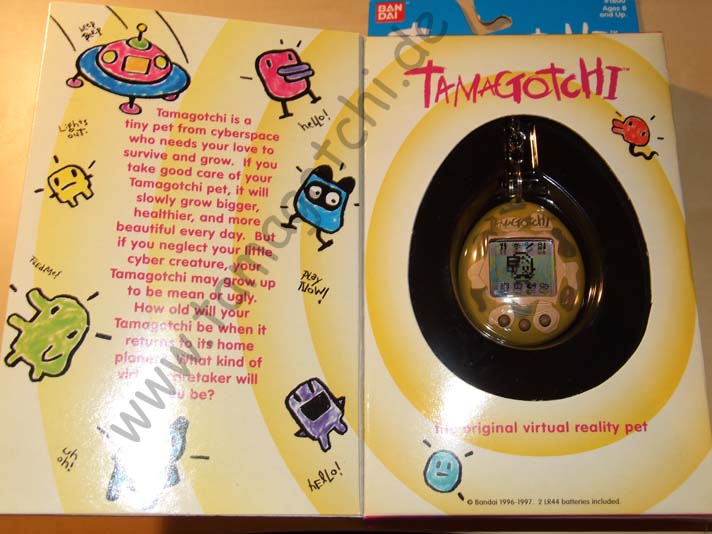 beep
beep
Lights
out.
hello!
Tamagotchi is a
tiny pet from cyberspace
who needs your love to
survive and grow. If you
take good care of your
Tamagotchi pet, it will
slowly grow bigger,
healthier, and more
beautiful every day. But
if you neglect your little
cyber creature, your
Tamagotchi may grow up
to be mean or ugly.
How old will your
Tamagotchi be when it
returns to its home
planet? What kind of
will
be?
Feed Me!
Play
Now!
uh
oh!
hELLO!
www.tamagotchi.de
BAN
DAI
Ages 8
and Up.
TAMAGOTCHI™
TAMAGOTCHI
original virtual reality pet
© Bandai 1996-1997. 2 LR44 batteries included.